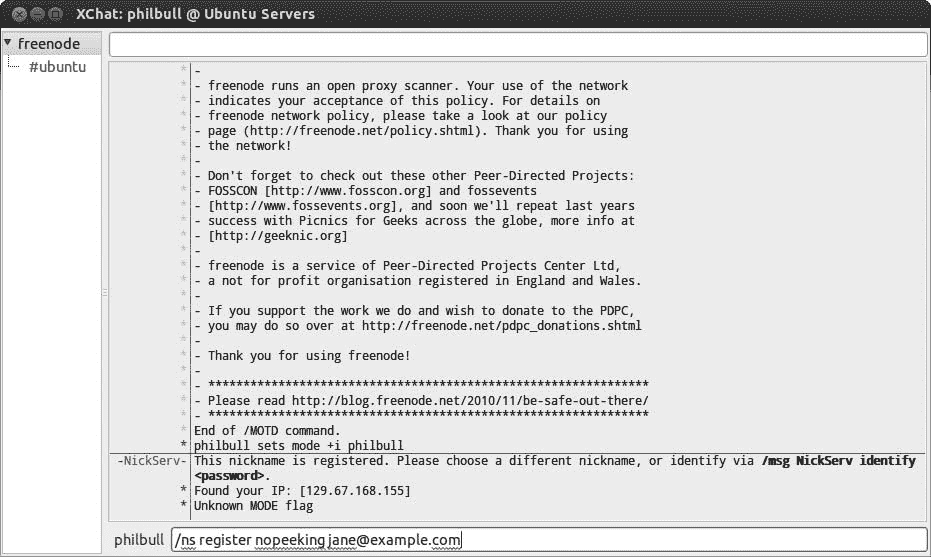 XChat: philbull @ Ubuntu Servers
freenode
#ubuntu
* -
* - freenode runs an open proxy scanner. Your use of the network
* - indicates your acceptance of this policy. For details on
* - freenode network policy, please take a look at our policy
* - page (http://freenode.net/policy.shtml). Thank you for using
* - the network!
* -
* - Don't forget to check out these other Peer-Directed Projects:
* - FOSSCON [http://www.fosscon.org] and fossevents
* - [http://www.fossevents.org], and soon we'll repeat last years
* - success with Picnics for Geeks across the globe, more info at
* - [http://geeknic.org]
* -
* - freenode is a service of Peer-Directed Projects Center Ltd,
* - a not for profit organisation registered in England and Wales.
* -
* - If you support the work we do and wish to donate to the PDPC,
* - you may do so over at http://freenode.net/pdpc_donations.shtml
* -
* - Thank you for using freenode!
* -
* - **************************************************************
* - Please read http://blog.freenode.net/2010/11/be-safe-out-there/
* - **************************************************************
* End of /MOTD command.
* philbull sets mode +i philbull
-NickServ- This nickname is registered. Please choose a different nickname, or identify via /msg NickServ identify
<password>.
* Found your IP: [129.67.168.155]
* Unknown MODE flag
philbull /ns register nopeeking jane@example.com